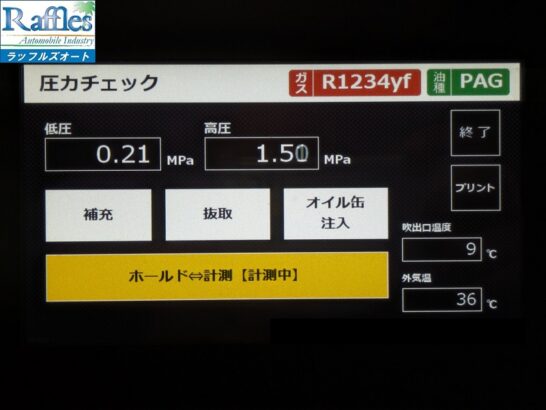 Raffles
Automobile Industry
ラッフルズオート
圧力チェック
ガス R1234yf
油種 PAG
低圧
0.21 MPa
高圧
MPa
終了
プリント
補充
抜取
オイル缶
注入
吹出口温度
9 ℃
ホールド⇔計測【計測中】
外気温
36 ℃